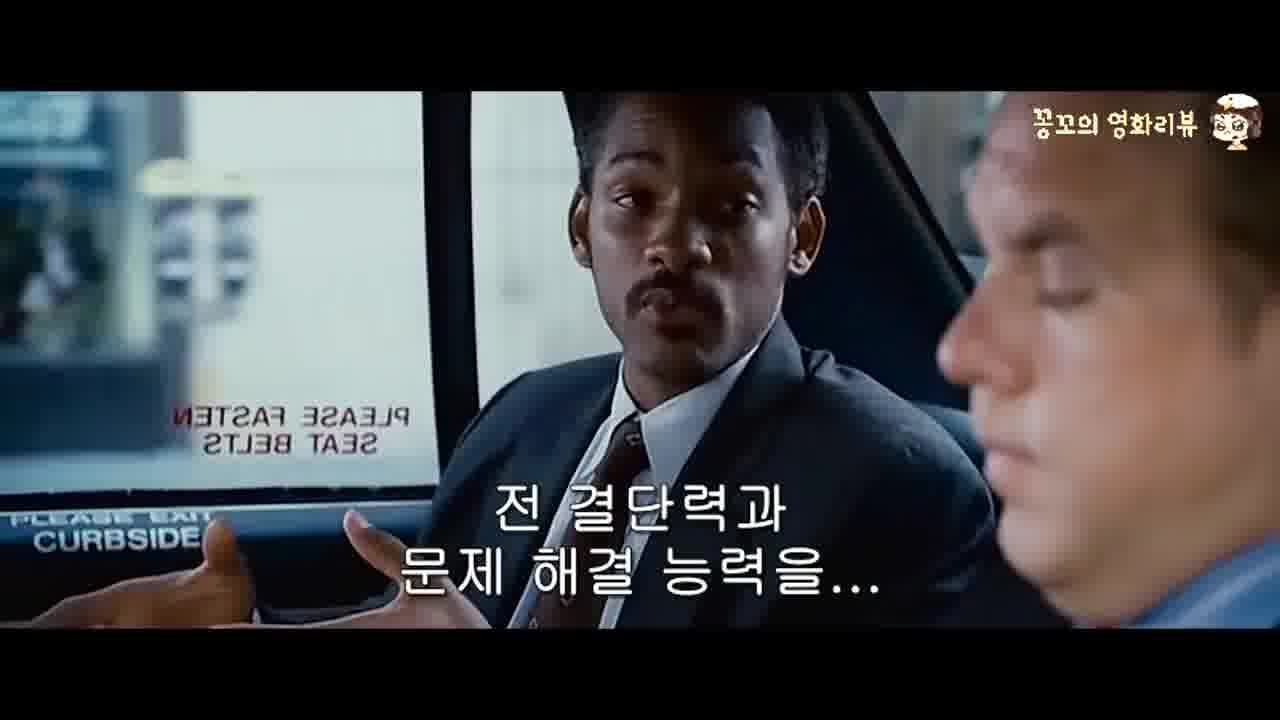 꽁꼬의 영화리뷰
PLEASE FASTEN
SEAT BELTS
PLEASE EXIT
CURBSIDE
전 결단력과
문제 해결 능력을...